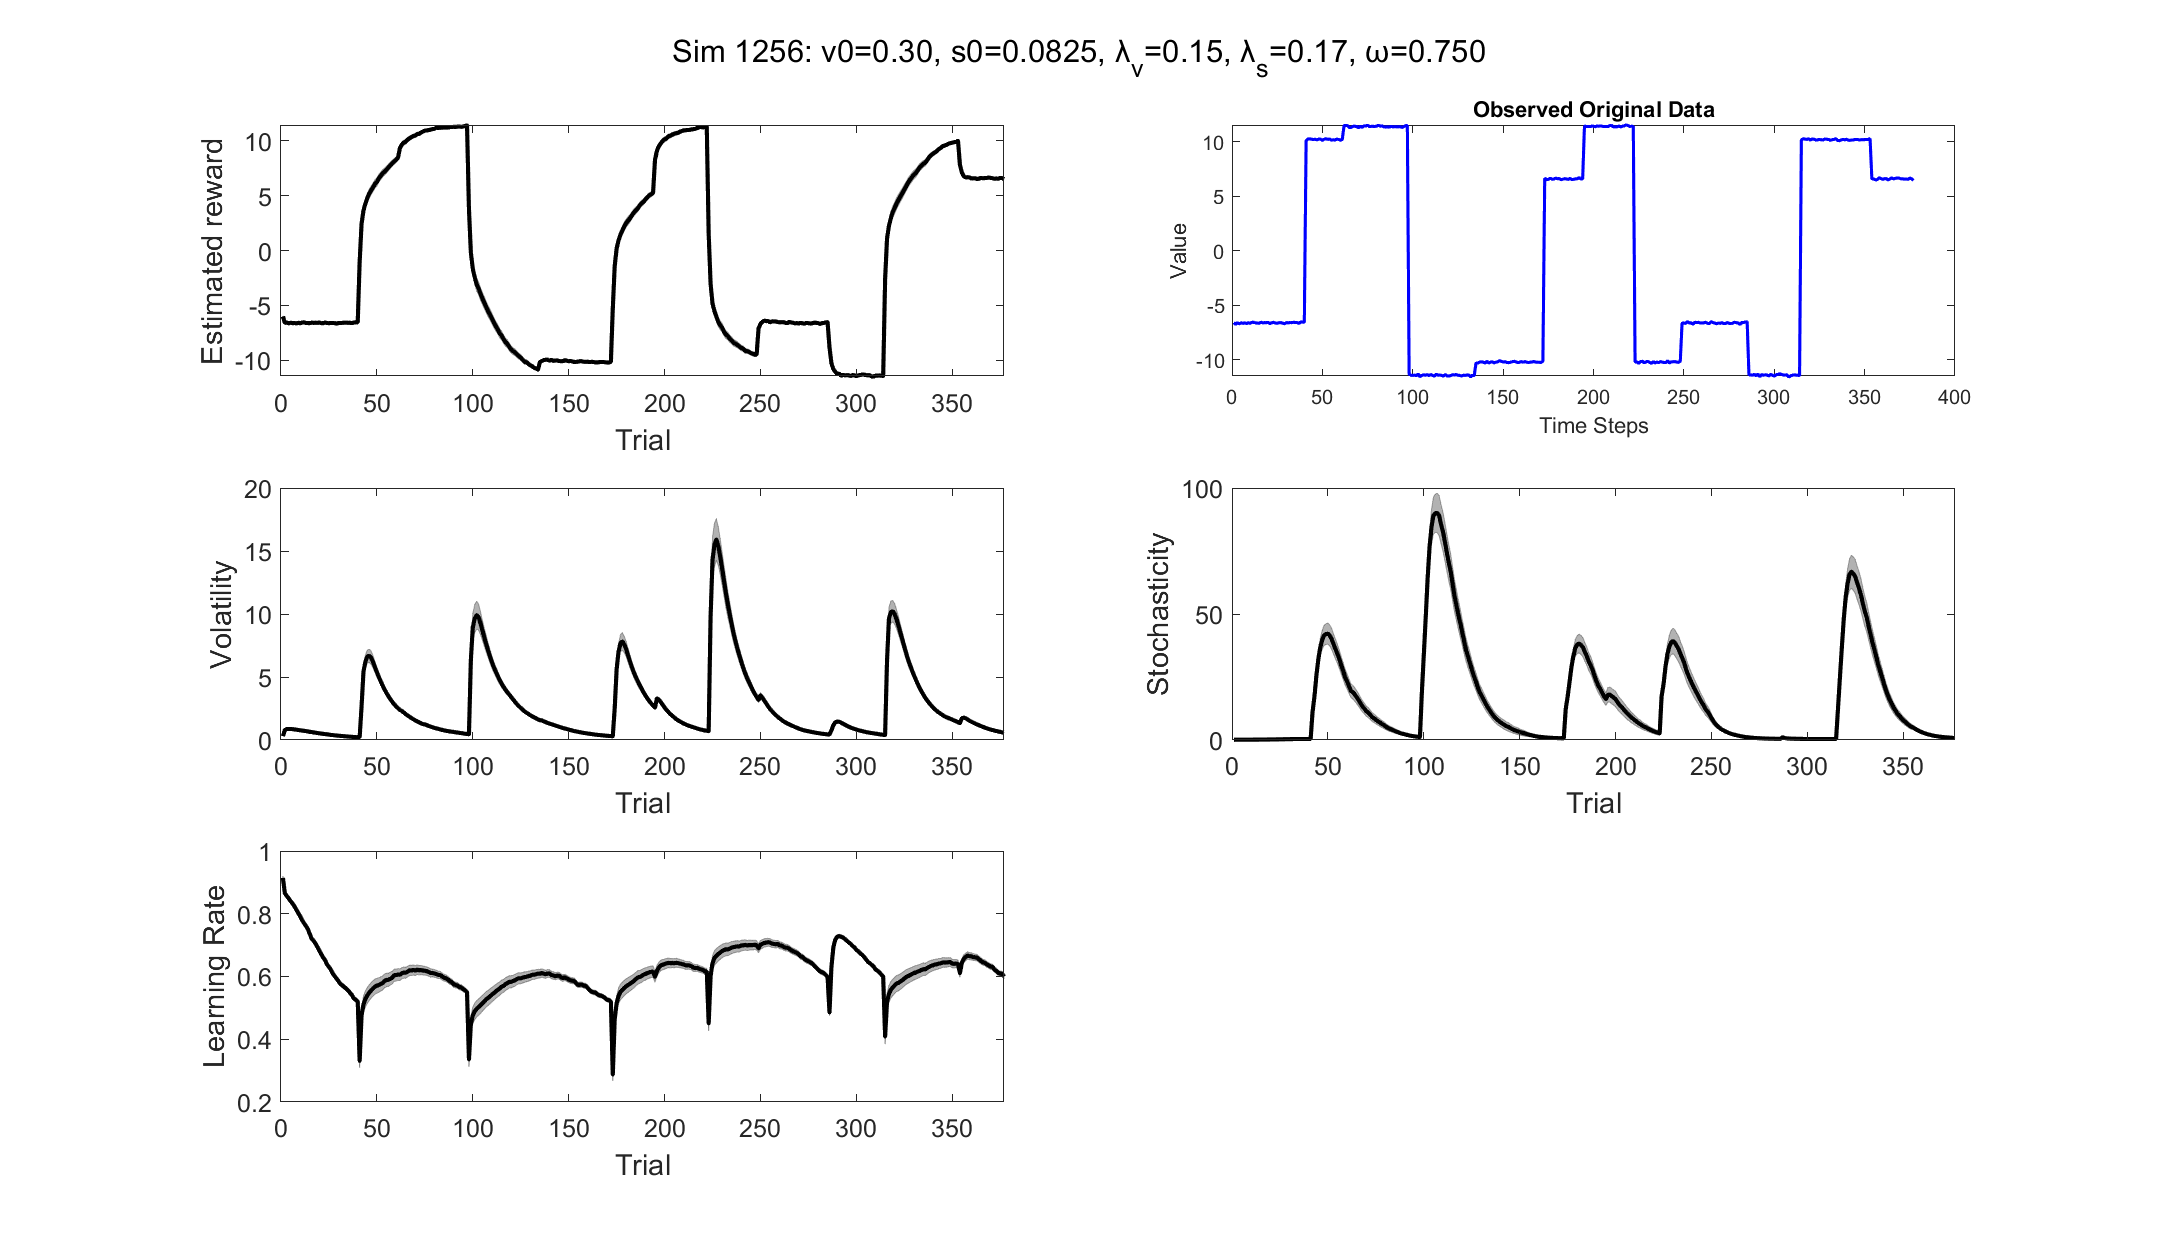 Sim 1256: v0=0.30, s0=0.0825, λ_v=0.15, λ_s=0.17, ω=0.750
Estimated reward
10
5
0
-5
-10
0 50 100 150 200 250 300 350
Trial
Observed Original Data
Value
10
5
0
-5
-10
0 50 100 150 200 250 300 350 400
Time Steps
Volatility
20
15
10
5
0
0 50 100 150 200 250 300 350
Trial
Stochasticity
100
50
0
0 50 100 150 200 250 300 350
Trial
Learning Rate
1
0.8
0.6
0.4
0.2
0 50 100 150 200 250 300 350
Trial